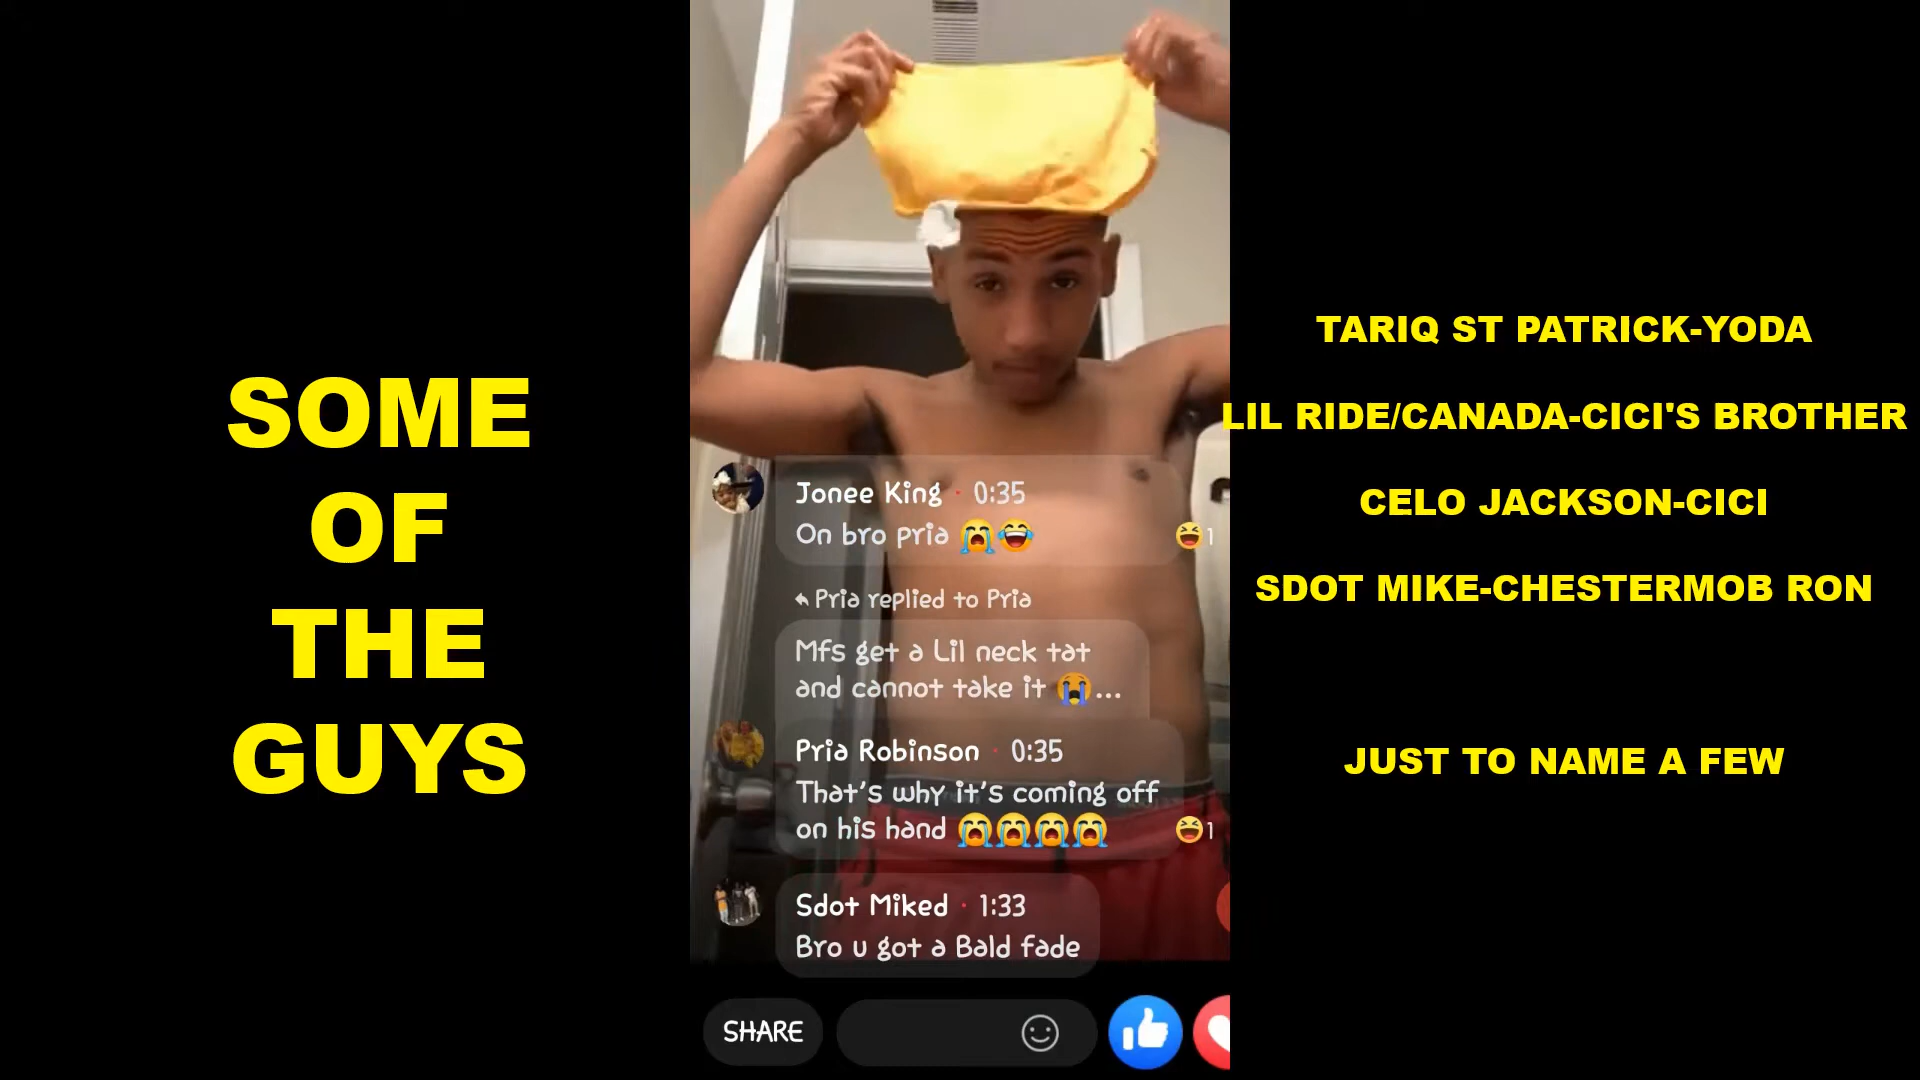 SOME
OF
THE
GUYS
Jonee King · 0:35
On bro pria 😭😂
😆1
Pria replied to Pria
Mfs get a Lil neck tat
and cannot take it 😭...
Pria Robinson · 0:35
That's why it's coming off
on his hand 😭😭😭😭
😆1
Sdot Miked · 1:33
Bro u got a Bald fade
SHARE
TARIQ ST PATRICK-YODA
LIL RIDE/CANADA-CICI'S BROTHER
CELO JACKSON-CICI
SDOT MIKE-CHESTERMOB RON
JUST TO NAME A FEW